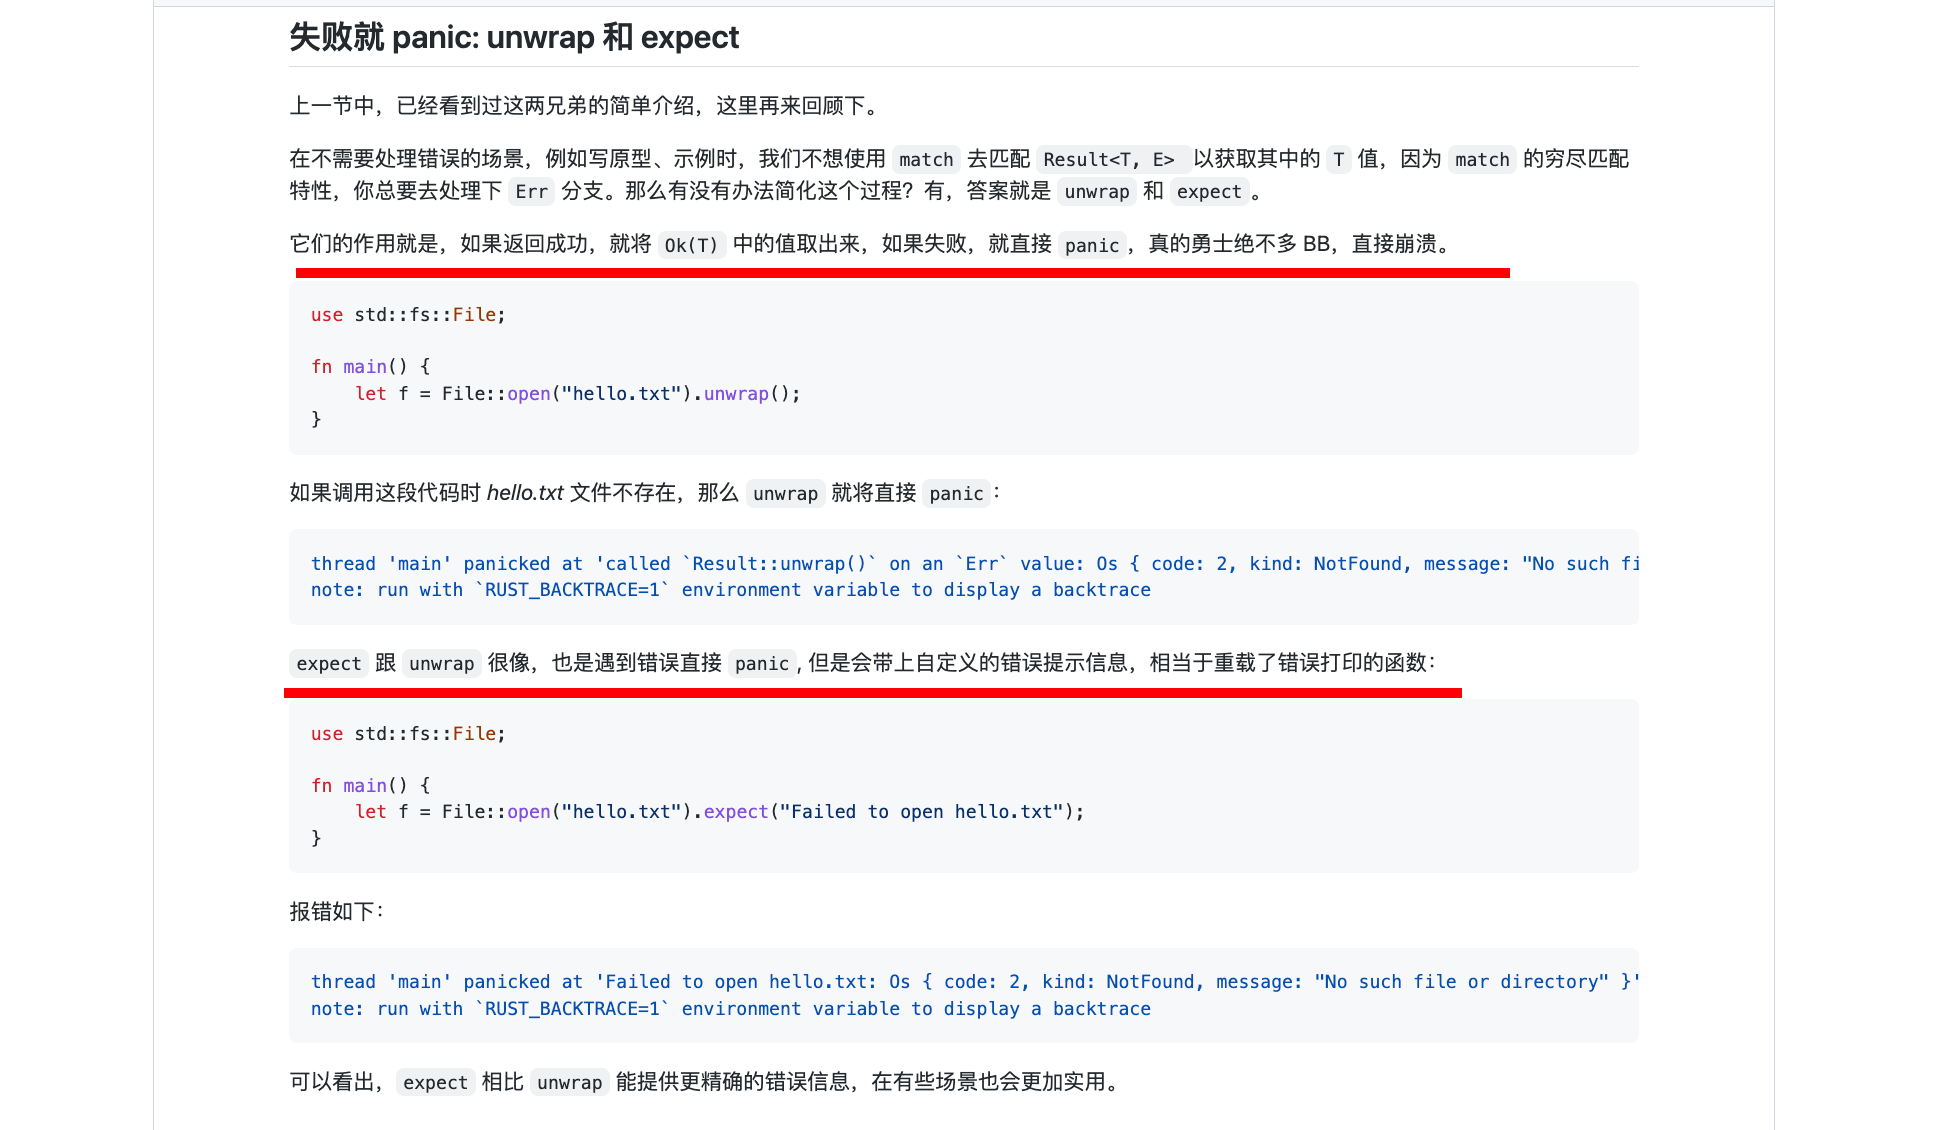 失败就 panic: unwrap 和 expect
上一节中，已经看到过这两兄弟的简单介绍，这里再来回顾下。
在不需要处理错误的场景，例如写原型、示例时，我们不想使用 match 去匹配 Result<T, E> 以获取其中的 T 值，因为 match 的穷尽匹配
特性，你总要去处理下 Err 分支。那么有没有办法简化这个过程？有，答案就是 unwrap 和 expect。
它们的作用就是，如果返回成功，就将 Ok(T) 中的值取出来，如果失败，就直接 panic，真的勇士绝不多 BB，直接崩溃。
use std::fs::File;
fn main() {
    let f = File::open("hello.txt").unwrap();
}
如果调用这段代码时 hello.txt 文件不存在，那么 unwrap 就将直接 panic：
thread 'main' panicked at 'called `Result::unwrap()` on an `Err` value: Os { code: 2, kind: NotFound, message: "No such fi
note: run with `RUST_BACKTRACE=1` environment variable to display a backtrace
expect 跟 unwrap 很像，也是遇到错误直接 panic, 但是会带上自定义的错误提示信息，相当于重载了错误打印的函数：
use std::fs::File;
fn main() {
    let f = File::open("hello.txt").expect("Failed to open hello.txt");
}
报错如下：
thread 'main' panicked at 'Failed to open hello.txt: Os { code: 2, kind: NotFound, message: "No such file or directory" }'
note: run with `RUST_BACKTRACE=1` environment variable to display a backtrace
可以看出，expect 相比 unwrap 能提供更精确的错误信息，在有些场景也会更加实用。